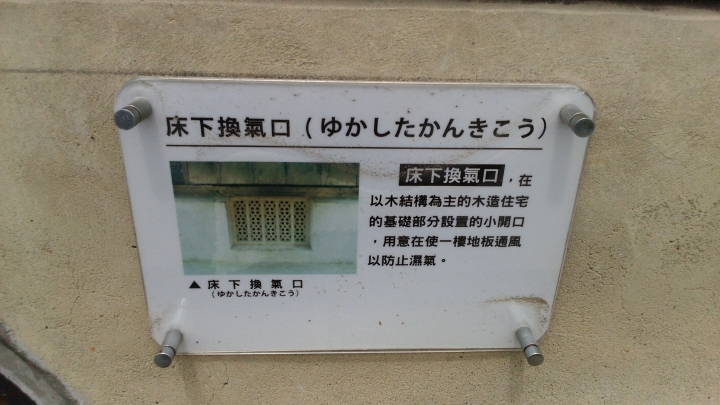 床下換氣口(ゆかしたかんきこう)
床下換氣口,在
以木結構為主的木造住宅
的基礎部分設置的小開口
,用意在使一樓地板通風
以防止濕氣。
▲床下換氣口
(ゆかしたかんきこう)